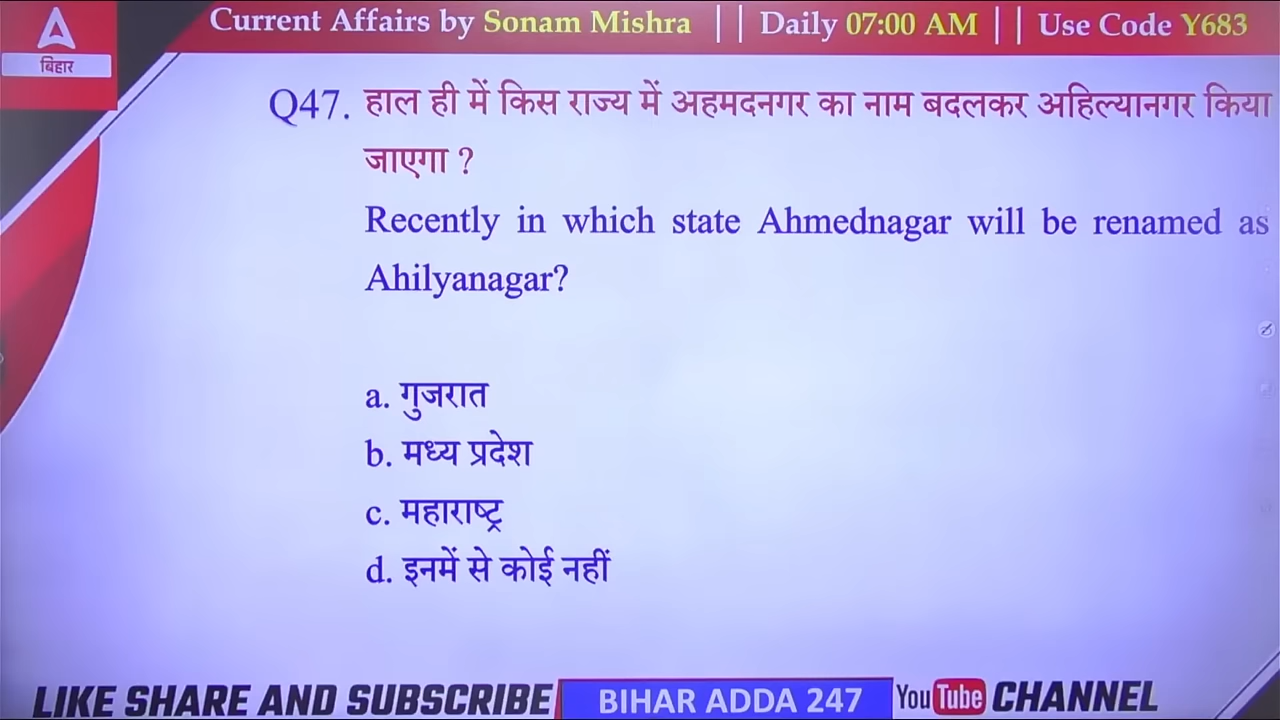 Current Affairs by Sonam Mishra || Daily 07:00 AM || Use Code Y683
बिहार
Q47. हाल ही में किस राज्य में अहमदनगर का नाम बदलकर अहिल्यानगर किया
जाएगा ?
Recently in which state Ahmednagar will be renamed as
Ahilyanagar?
a. गुजरात
b. मध्य प्रदेश
c. महाराष्ट्र
d. इनमें से कोई नहीं
LIKE SHARE AND SUBSCRIBE BIHAR ADDA 247 YouTube CHANNEL